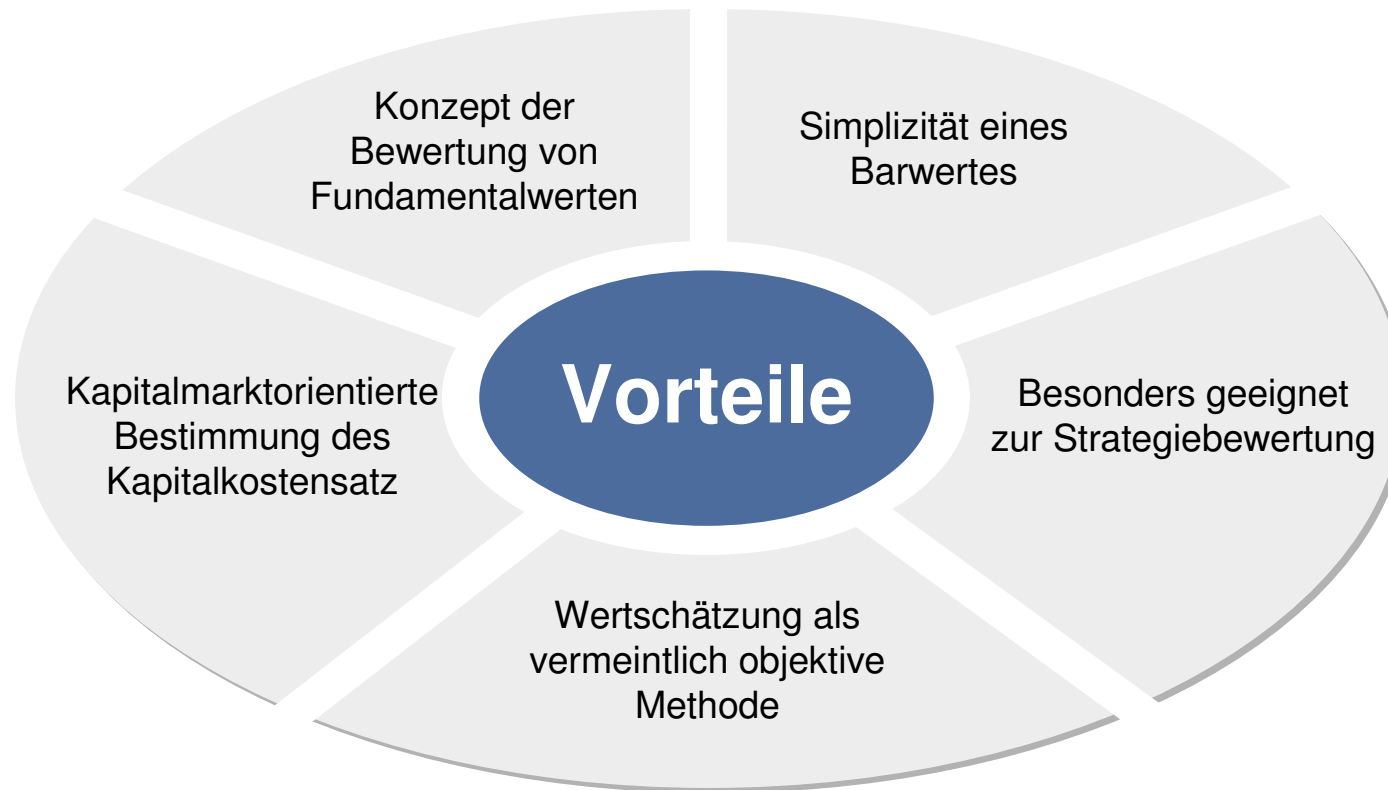 Konzept der
Bewertung von
Fundamentalwerten
Simplizität eines
Barwertes
Kapitalmarktorientierte
Bestimmung des
Kapitalkostensatz
Vorteile
Besonders geeignet
zur Strategiebewertung
Wertschätzung als
vermeintlich objektive
Methode